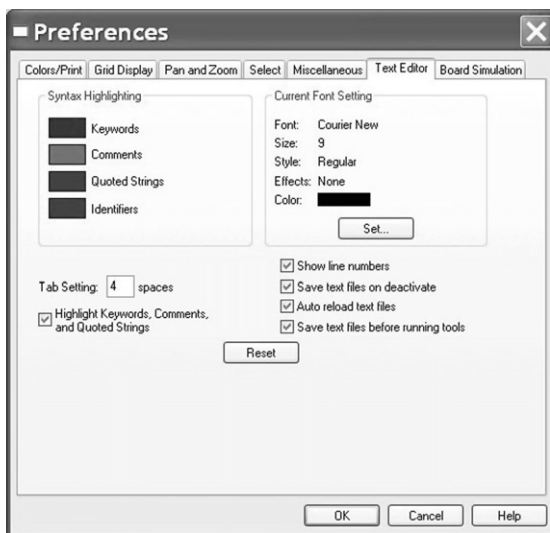 Preferences
Colors/Print Grid Display Pan and Zoom Select Miscellaneous Text Editor Board Simulation
Syntax Highlighting
Keywords
Comments
Quoted Strings
Identifiers
Current Font Setting
Font: Courier New
Size: 9
Style: Regular
Effects: None
Color:
Set...
Tab Setting: 4 spaces
Highlight Keywords, Comments,
and Quoted Strings
Show line numbers
Save text files on deactivate
Auto reload text files
Save text files before running tools
Reset
OK Cancel Help